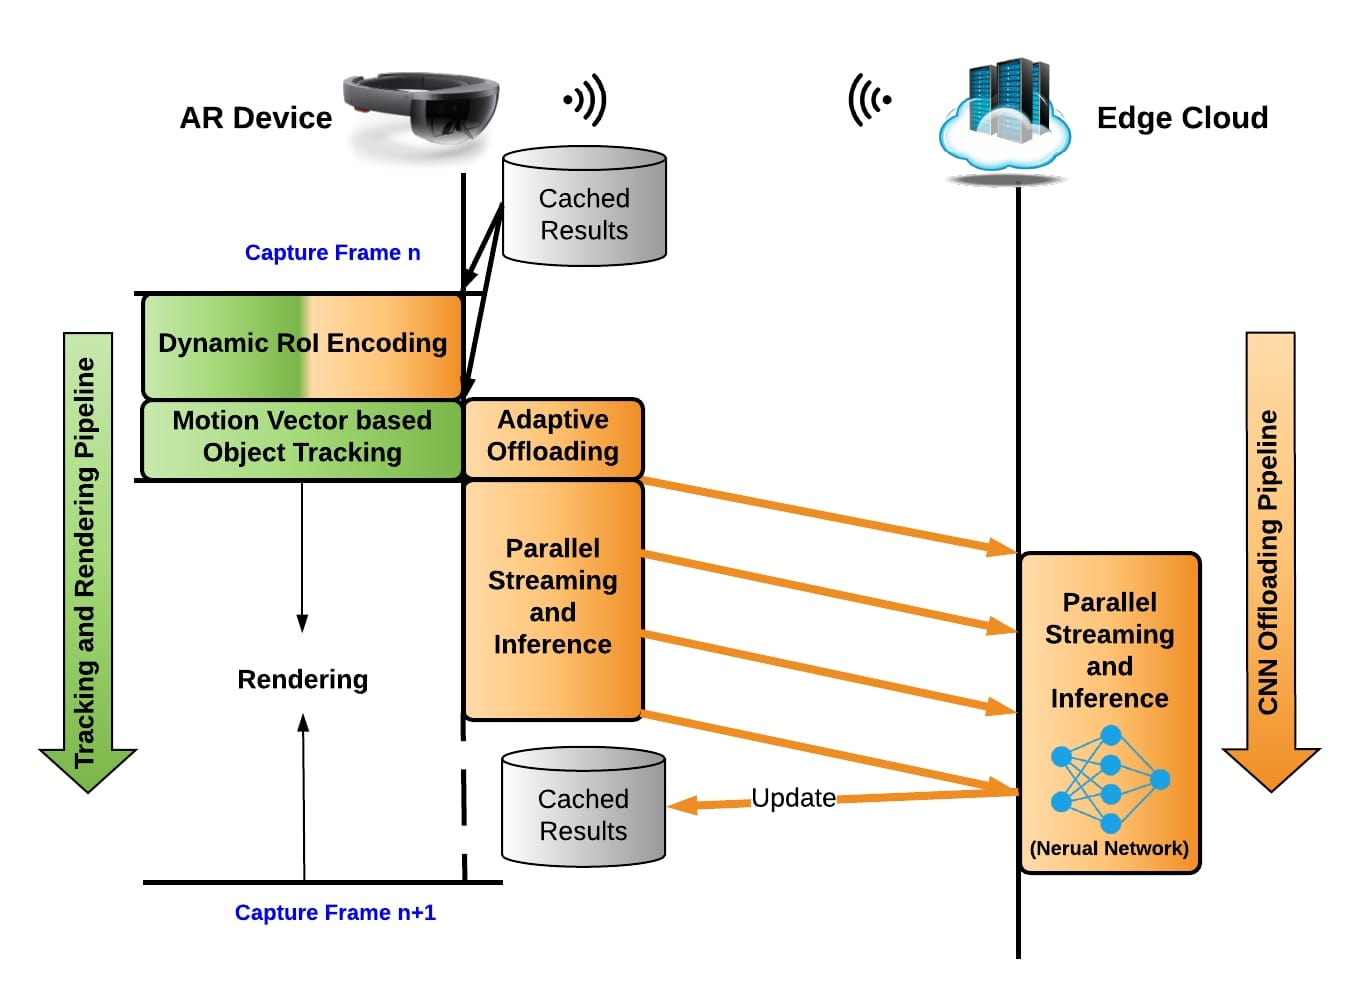 AR Device
Edge Cloud
Cached
Results
Capture Frame n
Dynamic RoI Encoding
Motion Vector based
Object Tracking
Adaptive
Offloading
Tracking and Rendering Pipeline
CNN Offloading Pipeline
Parallel
Streaming
and
Inference
Parallel
Streaming
and
Inference
Rendering
Cached
Results
Update
(Nerual Network)
Capture Frame n+1